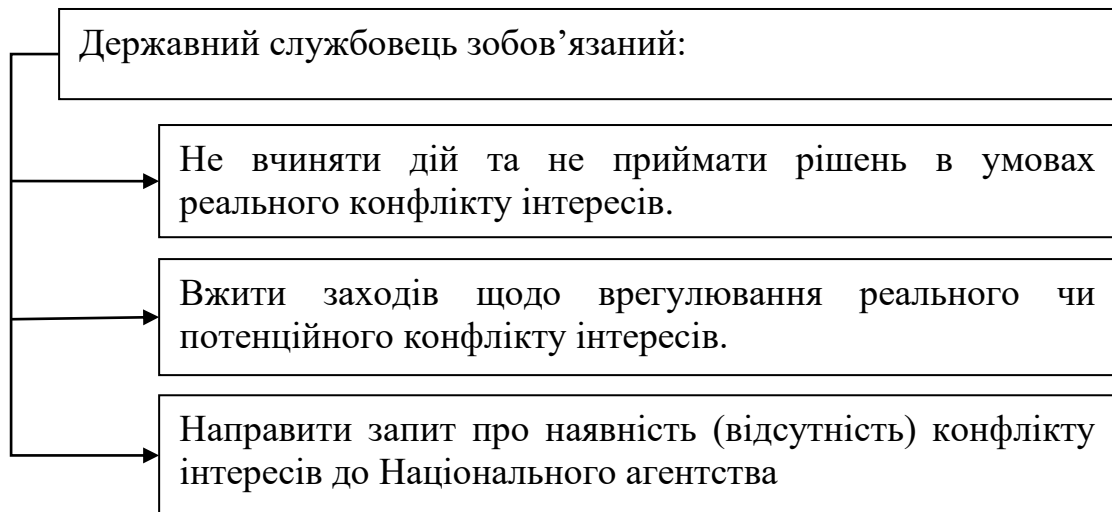 Державний службовець зобов’язаний:
Не вчиняти дій та не приймати рішень в умовах
реального конфлікту інтересів.
Вжити заходів щодо врегулювання реального чи
потенційного конфлікту інтересів.
Направити запит про наявність (відсутність) конфлікту
інтересів до Національного агентства